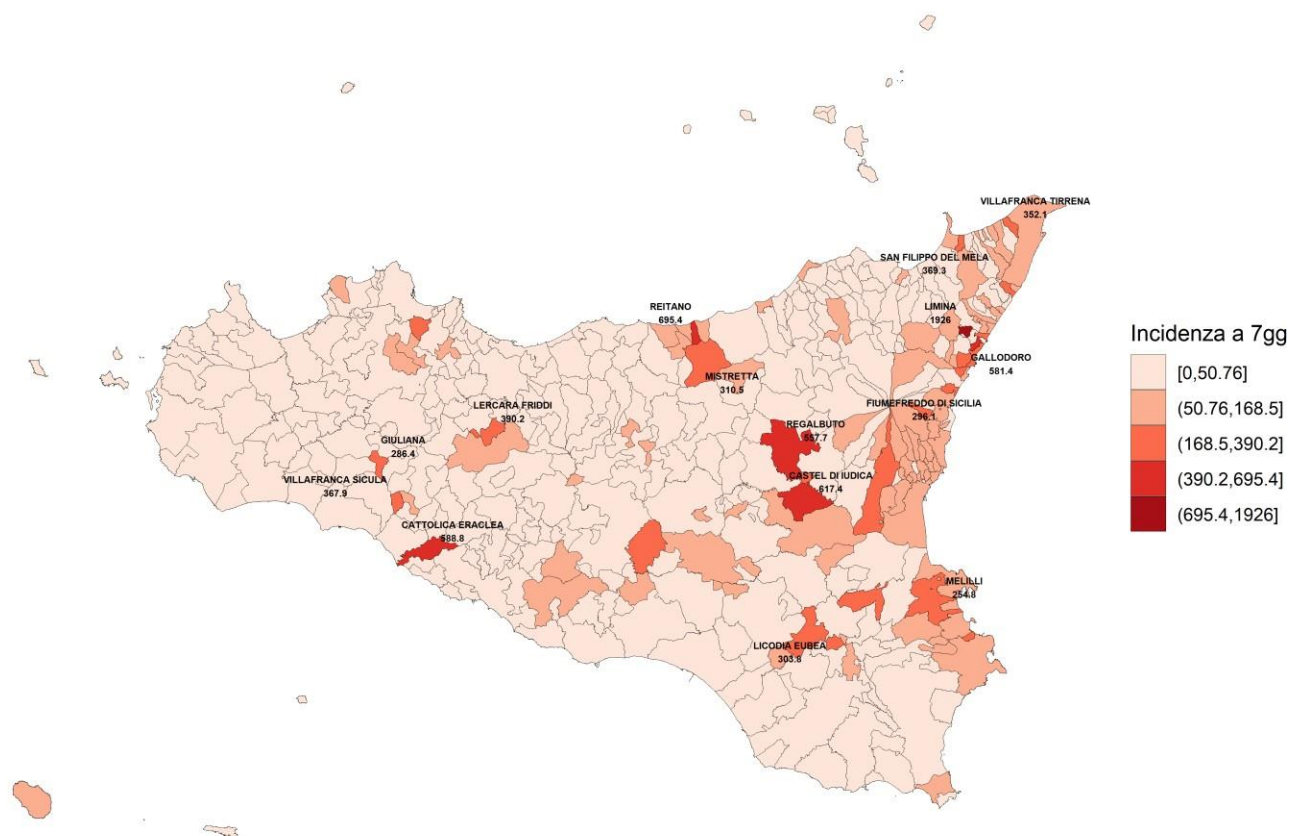 VILLAFRANCA TIRRENA
352.1
SAN FILIPPO DEL MELA
369.3
REITANO
695.4
LIMINA
1926
GALLODORO
581.4
MISTRETTA
310.5
LERCARA FRIDDI
390.2
FIUMEFREDDO DI SICILIA
296.1
REGALBUTO
557.7
GIULIANA
286.4
VILLAFRANCA SICULA
367.9
CASTEL DI IUDICA
617.4
CATTOLICA ERACLEA
588.8
MELILLI
254.8
LICODIA EUBEA
303.8
Incidenza a 7gg
[0,50.76]
(50.76,168.5]
(168.5,390.2]
(390.2,695.4]
(695.4,1926]